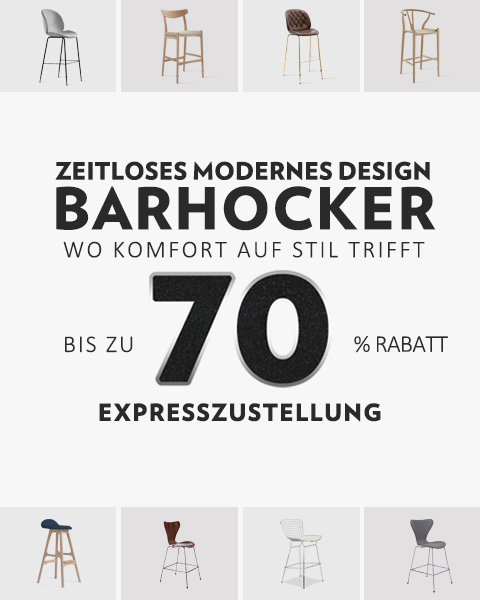 ZEITLOSES MODERNES DESIGN
BARHOCKER
WO KOMFORT AUF STIL TRIFFT
BIS ZU 70 % RABATT
EXPRESSZUSTELLUNG